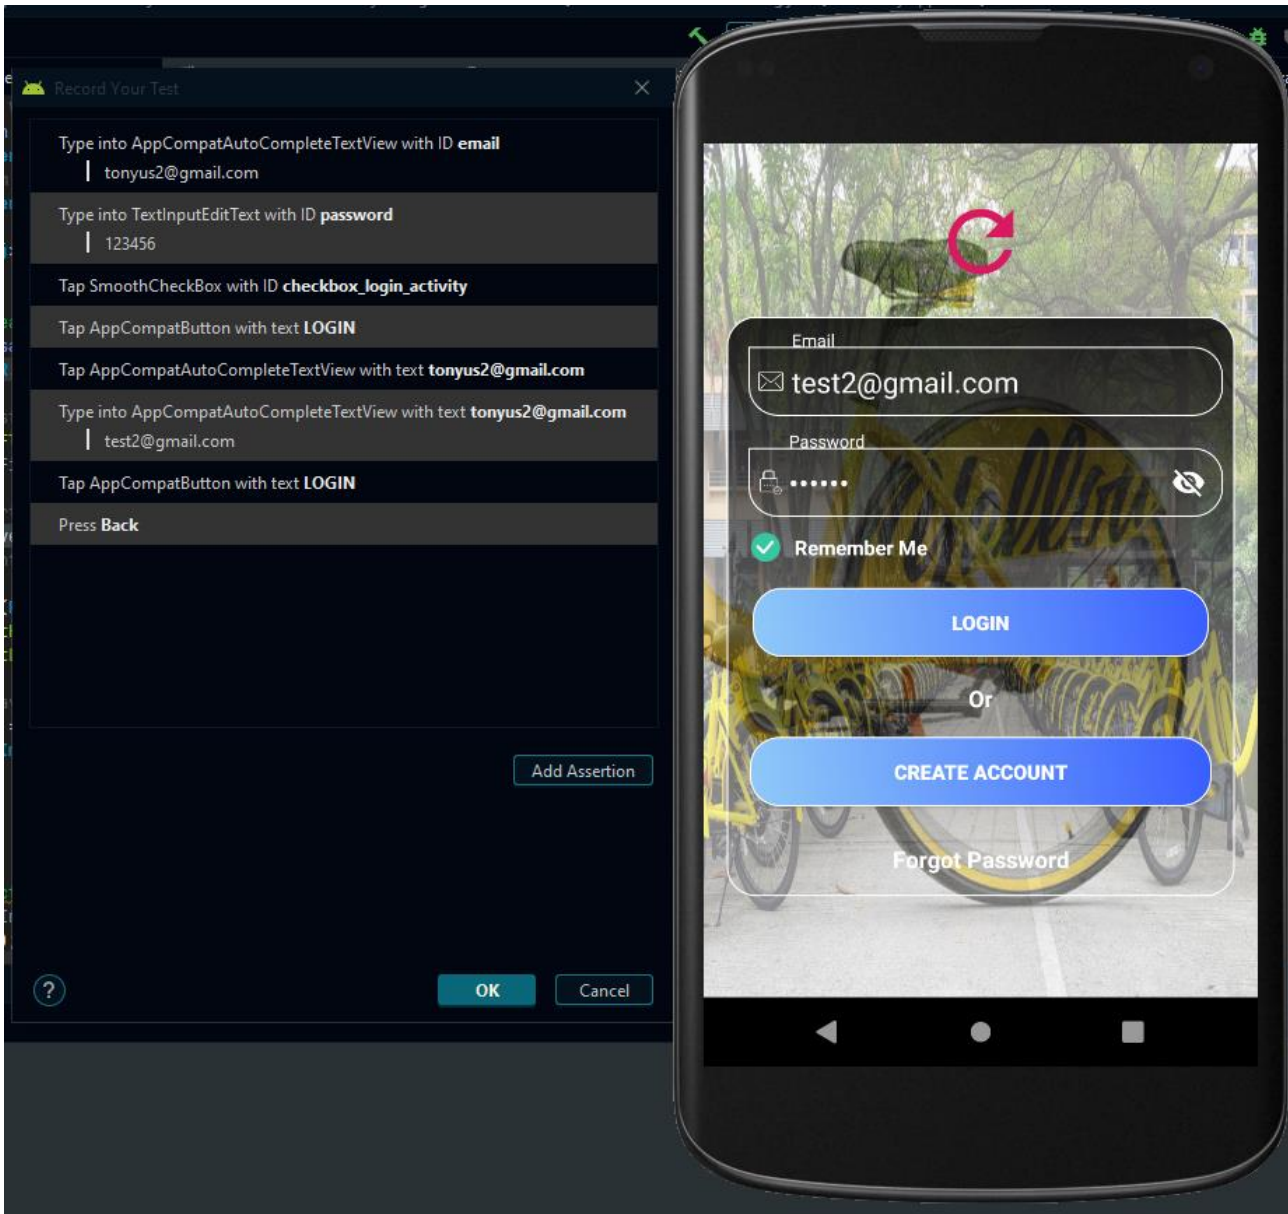 Record Your Test
Type into AppCompatAutoCompleteTextView with ID email
tonyus2@gmail.com
Type into TextInputEditText with ID password
123456
Tap SmoothCheckBox with ID checkbox_login_activity
Tap AppCompatButton with text LOGIN
Tap AppCompatAutoCompleteTextView with text tonyus2@gmail.com
Type into AppCompatAutoCompleteTextView with text tonyus2@gmail.com
test2@gmail.com
Tap AppCompatButton with text LOGIN
Press Back
Add Assertion
?
OK
Cancel
Email
test2@gmail.com
Password
••••••
Remember Me
LOGIN
Or
CREATE ACCOUNT
Forgot Password